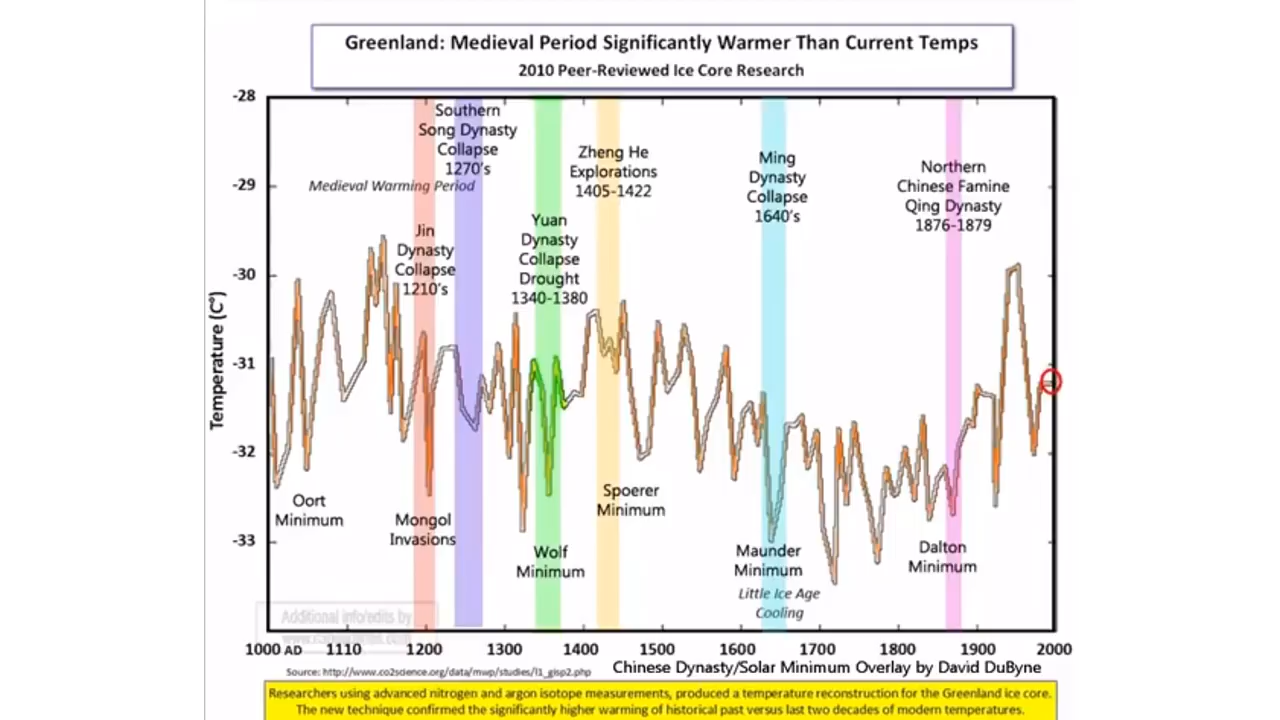 Greenland: Medieval Period Significantly Warmer Than Current Temps
2010 Peer-Reviewed Ice Core Research
-28
-29
-30
-31
-32
-33
Temperature (C°)
Southern
Song Dynasty
Collapse
1270's
Medieval Warming Period
Jin
Dynasty
Collapse
1210's
Yuan
Dynasty
Collapse
Drought
1340-1380
Zheng He
Explorations
1405-1422
Ming
Dynasty
Collapse
1640's
Northern
Chinese Famine
Qing Dynasty
1876-1879
Oort
Minimum
Mongol
Invasions
Wolf
Minimum
Spoerer
Minimum
Maunder
Minimum
Little Ice Age
Cooling
Dalton
Minimum
Additional info/edits by
1000 AD 1110 1200 1300 1400 1500 1600 1700 1800 1900 2000
Source: http://www.co2science.org/data/mwp/studies/l1_gisp2.php
Chinese Dynasty/Solar Minimum Overlay by David DuByne
Researchers using advanced nitrogen and argon isotope measurements, produced a temperature reconstruction for the Greenland ice core.
The new technique confirmed the significantly higher warming of historical past versus last two decades of modern temperatures.